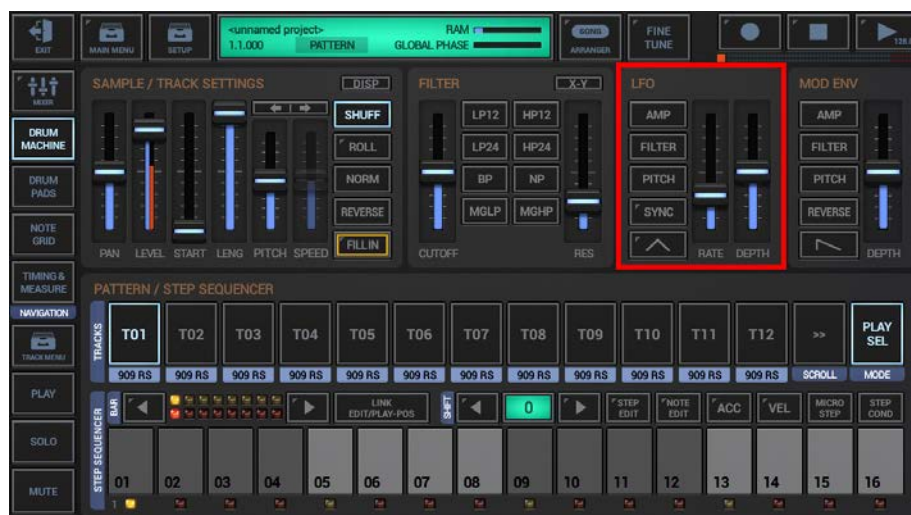 EXIT
MAIN MENU
SETUP
<unnamed project>
RAM
1.1.000
PATTERN
GLOBAL PHASE
SONG
ARRANGER
FINE
TUNE
MIXER
DRUM
MACHINE
DRUM
PADS
NOTE
GRID
TIMING &
MEASURE
NAVIGATION
TRACK MENU
PLAY
SOLO
MUTE
SAMPLE / TRACK SETTINGS
DISP
SHUFF
ROLL
NORM
REVERSE
FILL IN
PAN
LEVEL
START
LENG
PITCH
SPEED
FILTER
X-Y
LP12
HP12
LP24
HP24
BP
NP
MGLP
MGHP
CUTOFF
RES
LFO
AMP
FILTER
PITCH
SYNC
RATE
DEPTH
MOD ENV
AMP
FILTER
PITCH
REVERSE
DEPTH
PATTERN / STEP SEQUENCER
TRACKS
T01
T02
T03
T04
T05
T06
T07
T08
T09
T10
T11
T12
>>
PLAY
SEL
909 RS
909 RS
909 RS
909 RS
909 RS
909 RS
909 RS
909 RS
909 RS
909 RS
909 RS
909 RS
SCROLL
MODE
STEP SEQUENCER
BAR
LINK
EDIT/PLAY-POS
SHIFT
0
STEP
EDIT
NOTE
EDIT
ACC
VEL
MICRO
STEP
STEP
COND
01
02
03
04
05
06
07
08
09
10
11
12
13
14
15
16
1